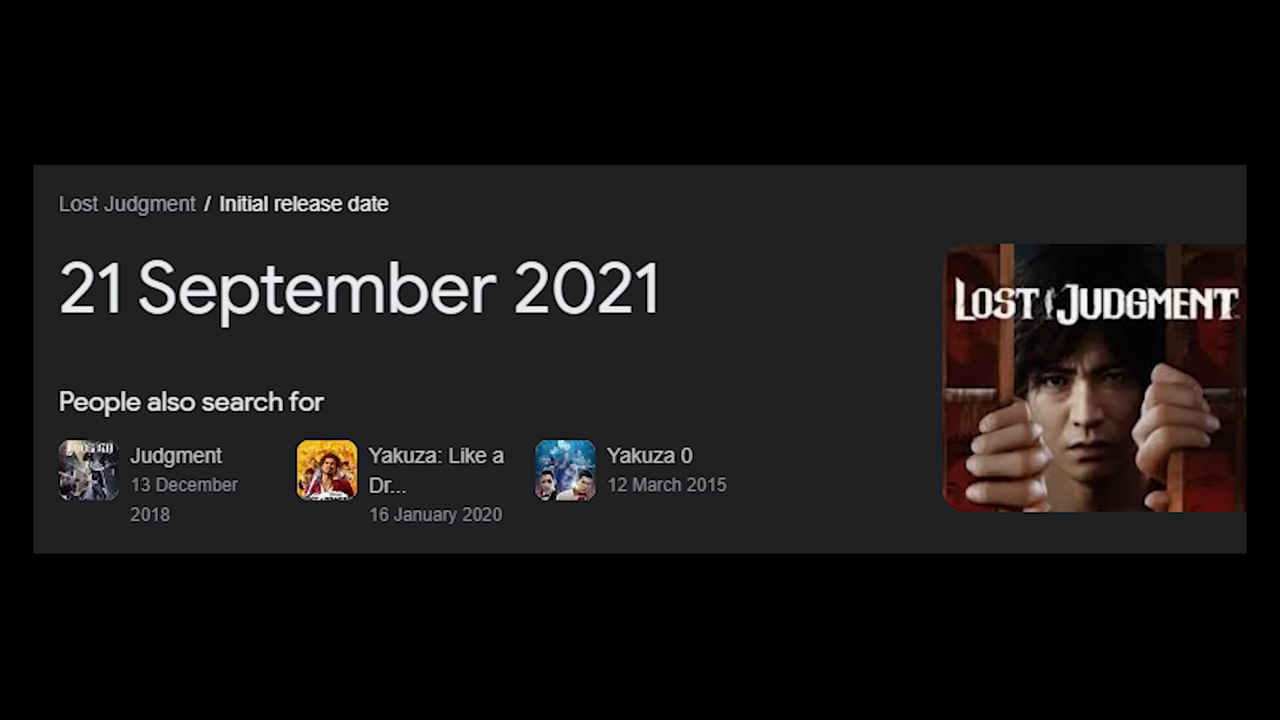 Lost Judgment / Initial release date
21 September 2021
People also search for
Judgment
13 December
2018
Yakuza: Like a
Dr...
16 January 2020
Yakuza 0
12 March 2015
LOST JUDGMENT
JUDGMENT